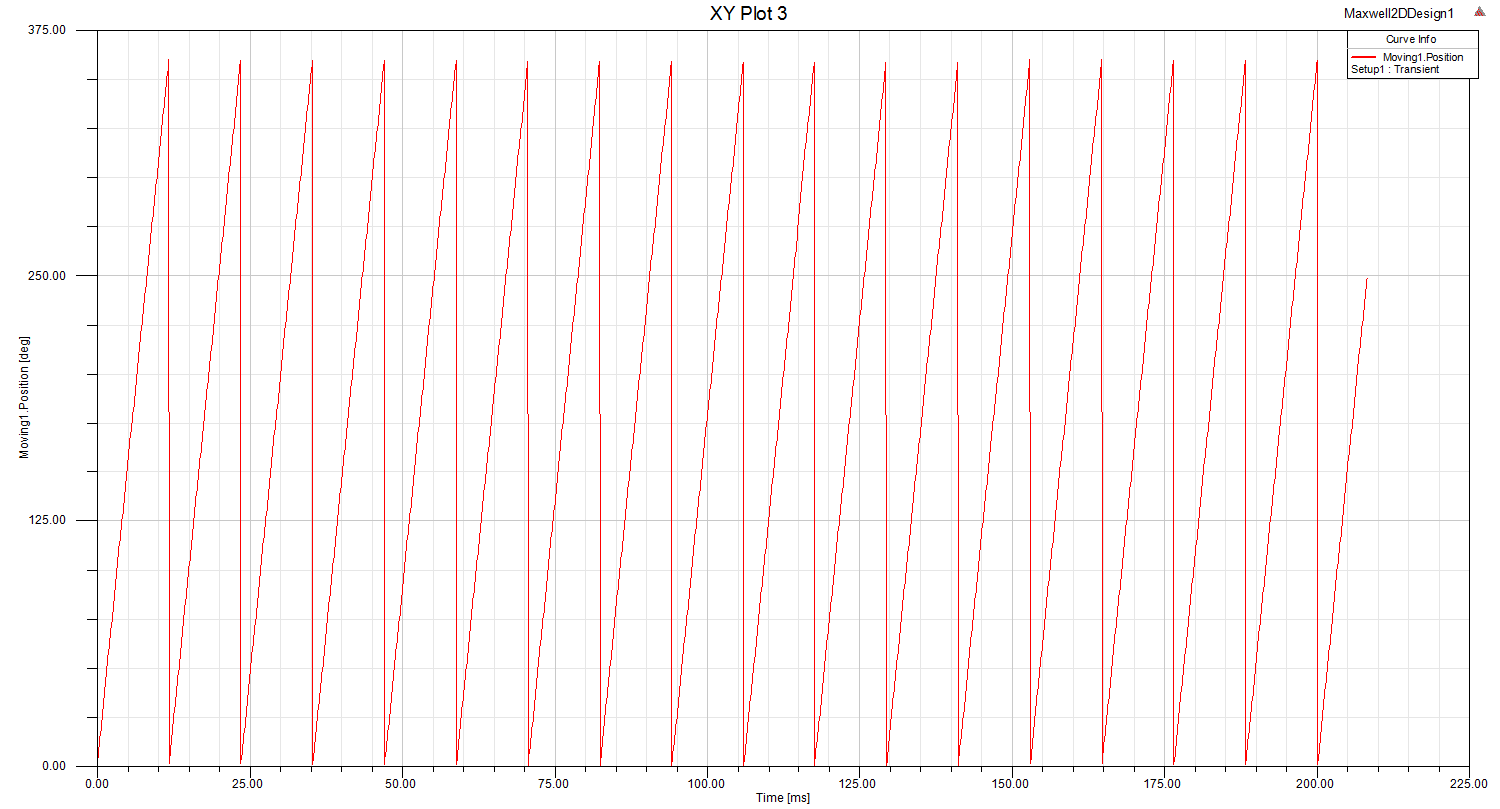 XY Plot 3
Maxwell2DDesign1
Curve Info
Moving1.Position
Setup1 : Transient
375.00
250.00
125.00
0.00
Moving1.Position [deg]
0.00 25.00 50.00 75.00 100.00 125.00 150.00 175.00 200.00 225.00
Time [ms]